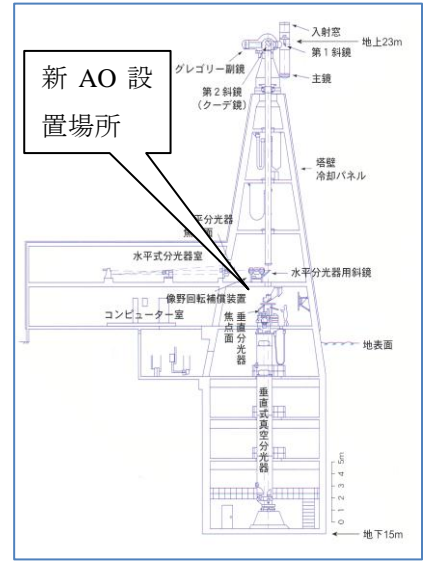 入射窓
地上23m
第1斜鏡
グレゴリー副鏡
主鏡
第2斜鏡
(クーデ鏡)
新 AO 設
置場所
塔壁
冷却パネル
平分光器
水平式分光器室
水平分光器用斜鏡
像野回転補償装置
コンピューター室
垂直分光器
焦点面
地表面
垂直式真空分光器
5m
4
3
2
1
0
地下15m